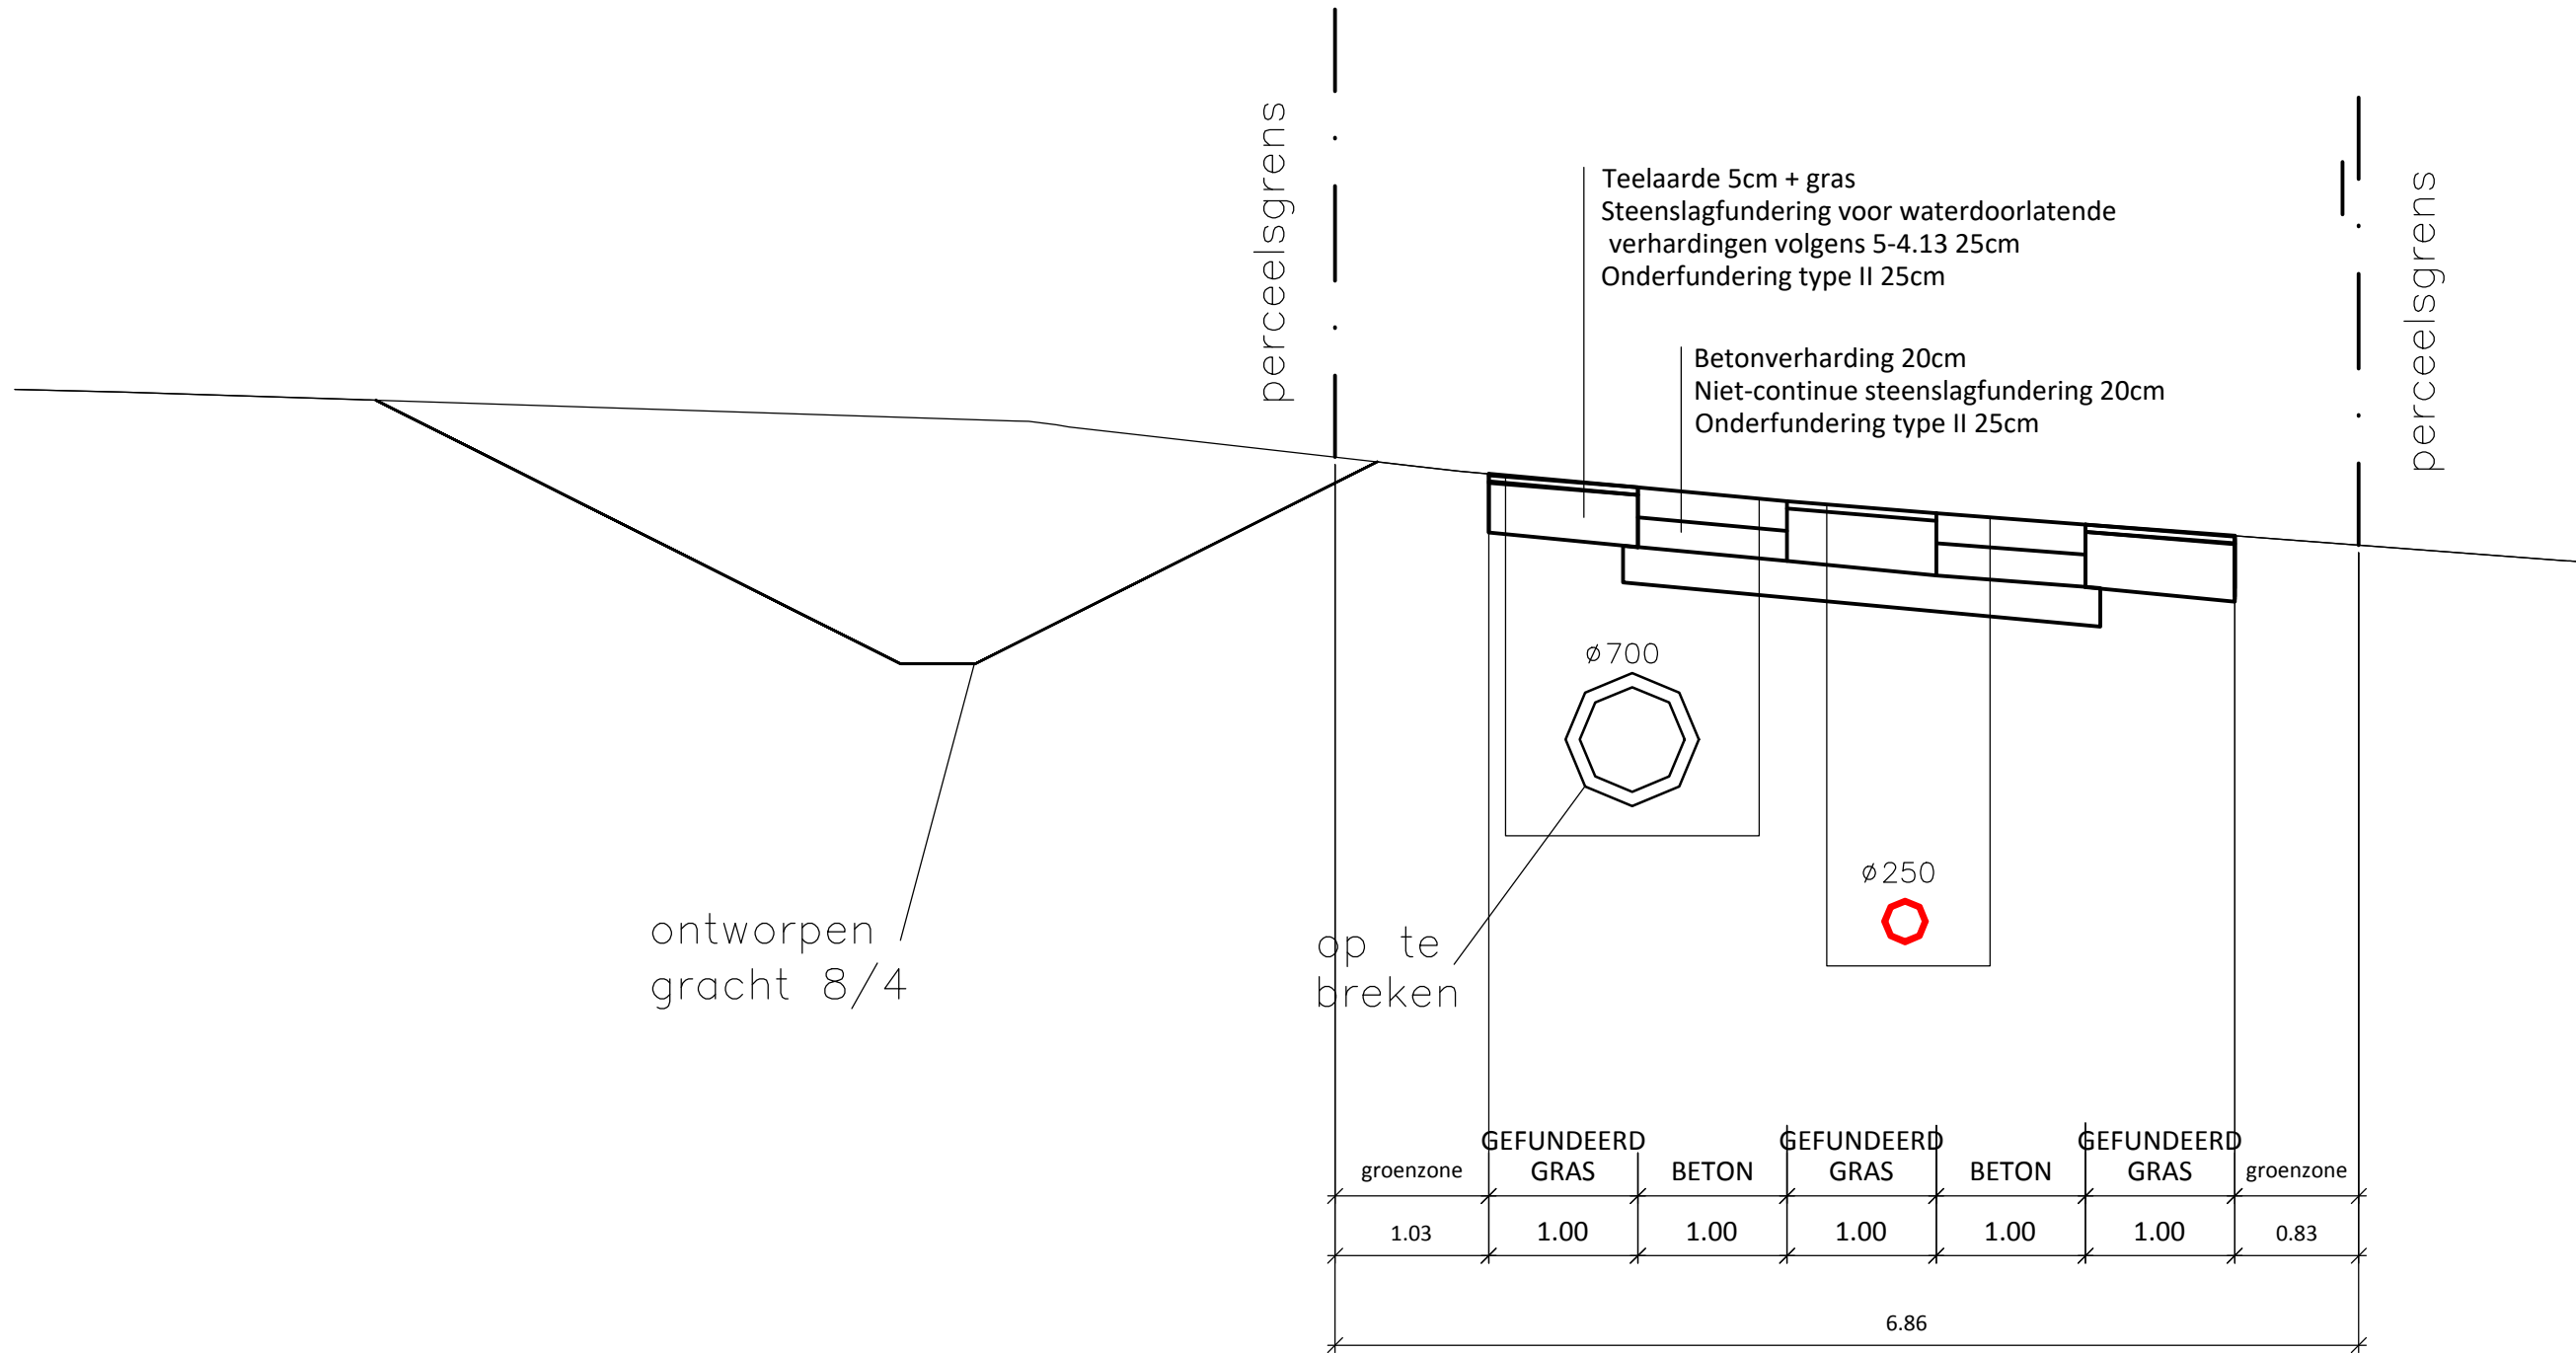 perceelsgrens
perceelsgrens
Teelaarde 5cm + gras
Steenslagfundering voor waterdoorlatende
verhardingen volgens 5-4.13 25cm
Onderfundering type II 25cm
Betonverharding 20cm
Niet-continue steenslagfundering 20cm
Onderfundering type II 25cm
ø700
ø250
ontworpen
gracht 8/4
op te
breken
groenzone
GEFUNDEERD
GRAS
BETON
GEFUNDEERD
GRAS
BETON
GEFUNDEERD
GRAS
groenzone
1.03
1.00
1.00
1.00
1.00
1.00
0.83
6.86